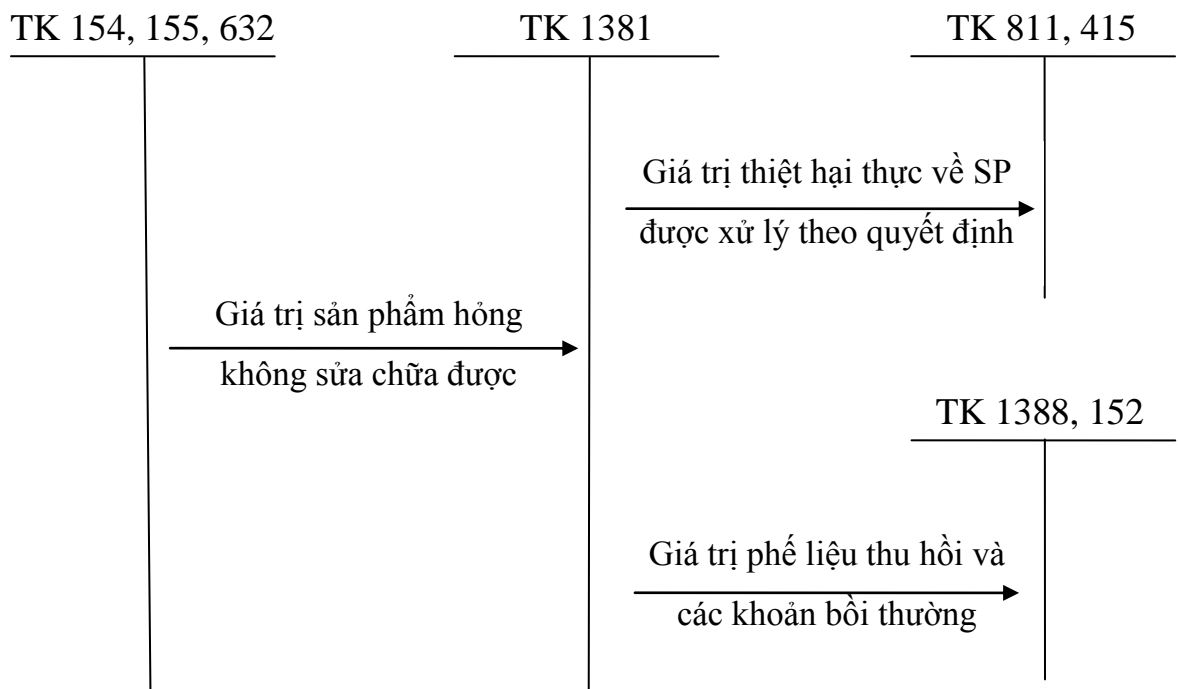 TK 154, 155, 632
TK 1381
TK 811, 415
Giá trị thiệt hại thực về SP
được xử lý theo quyết định
Giá trị sản phẩm hỏng
không sửa chữa được
TK 1388, 152
Giá trị phế liệu thu hồi và
các khoản bồi thường